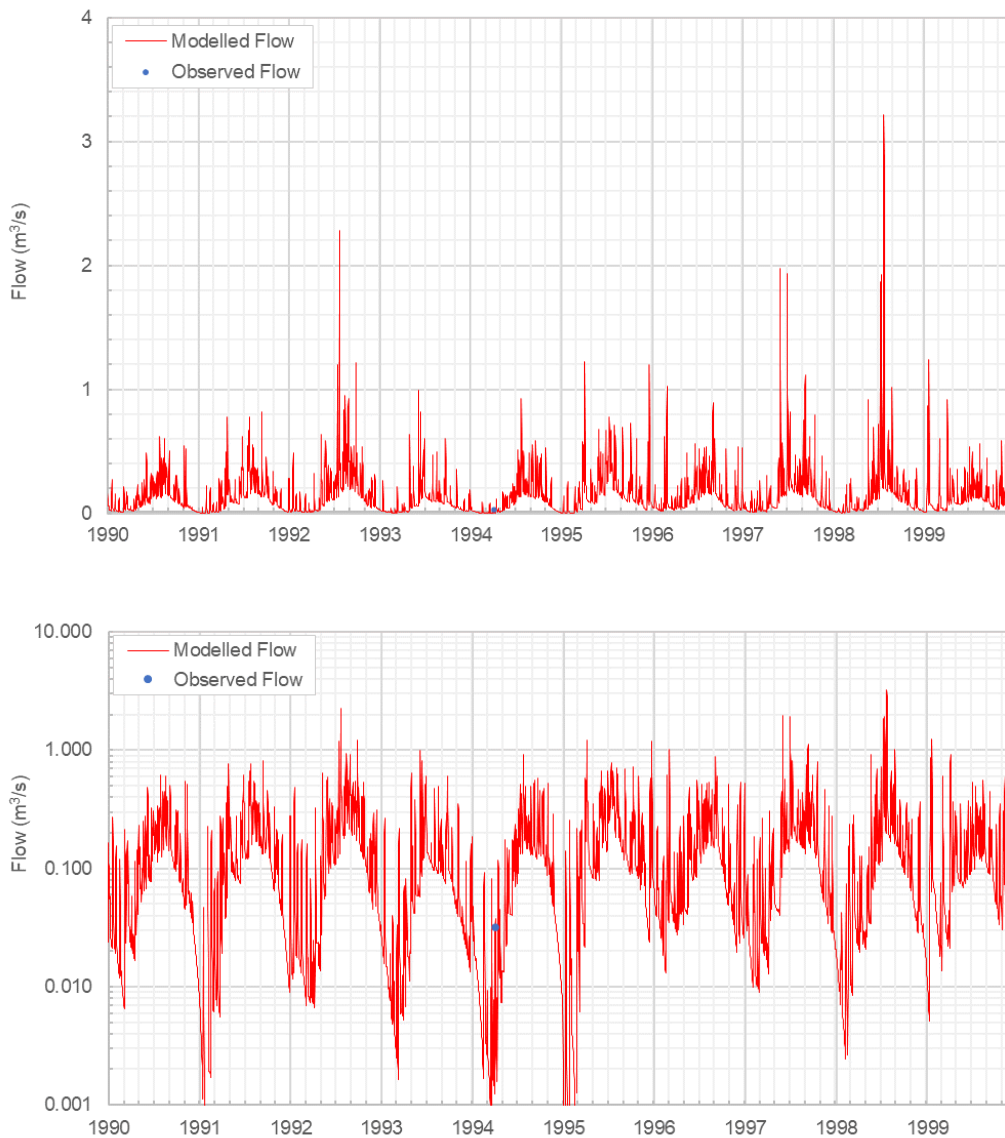 4
Modelled Flow
Observed Flow
3
Flow (m³/s)
2
1
0
1990 1991 1992 1993 1994 1995 1996 1997 1998 1999
10.000
Modelled Flow
Observed Flow
1.000
Flow (m³/s)
0.100
0.010
0.001
1990 1991 1992 1993 1994 1995 1996 1997 1998 1999